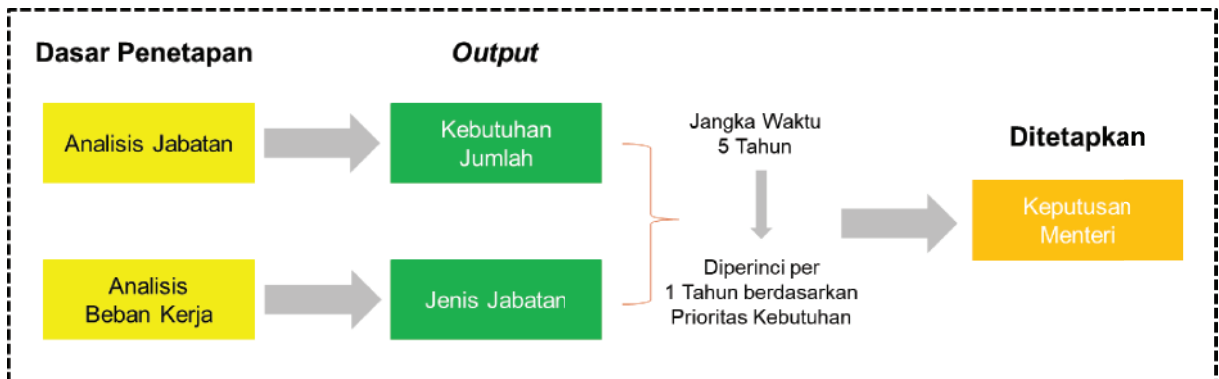 Dasar Penetapan
Output
Analisis Jabatan
Kebutuhan
Jumlah
Jangka Waktu
5 Tahun
Ditetapkan
Keputusan
Menteri
Analisis
Beban Kerja
Jenis Jabatan
Diperinci per
1 Tahun berdasarkan
Prioritas Kebutuhan